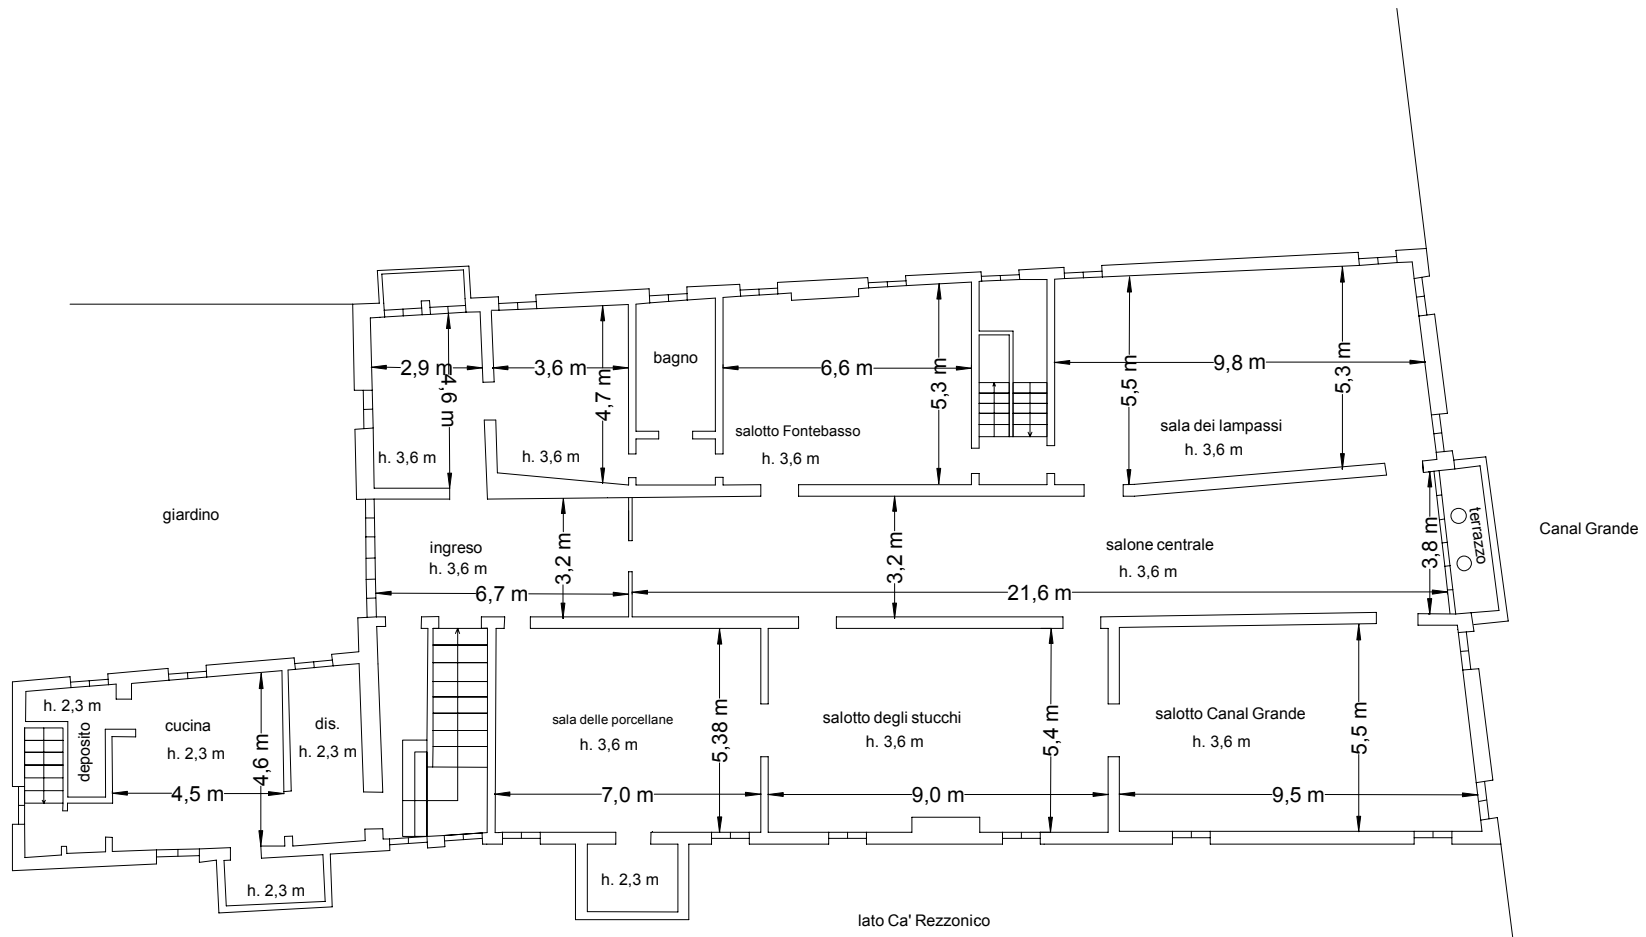 bagno
2,9 m
3,6 m
6,6 m
9,8 m
4,6 m
4,7 m
5,3 m
5,5 m
5,3 m
salotto Fontebasso
h. 3,6 m
sala dei lampassi
h. 3,6 m
h. 3,6 m
h. 3,6 m
giardino
ingreso
h. 3,6 m
3,2 m
3,2 m
salone centrale
h. 3,6 m
3,8 m
terrazzo
Canal Grande
6,7 m
21,6 m
h. 2,3 m
deposito
cucina
h. 2,3 m
4,6 m
dis.
h. 2,3 m
4,5 m
sala delle porcellane
h. 3,6 m
5,38 m
7,0 m
salotto degli stucchi
h. 3,6 m
5,4 m
9,0 m
salotto Canal Grande
h. 3,6 m
5,5 m
9,5 m
h. 2,3 m
h. 2,3 m
lato Ca' Rezzonico